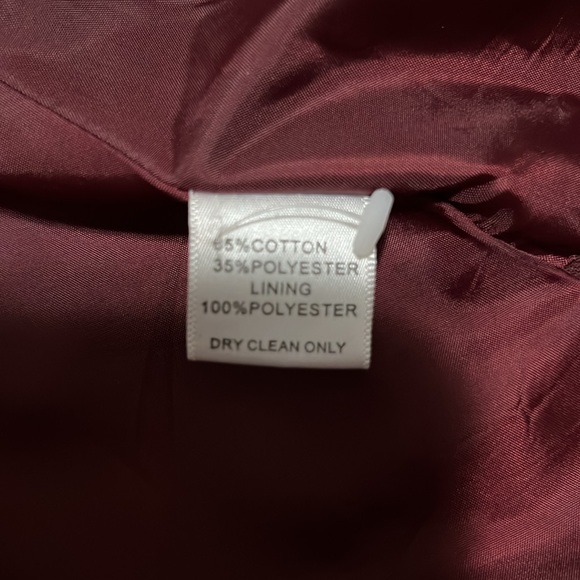 65%COTTON
35%POLYESTER
LINING
100%POLYESTER
DRY CLEAN ONLY